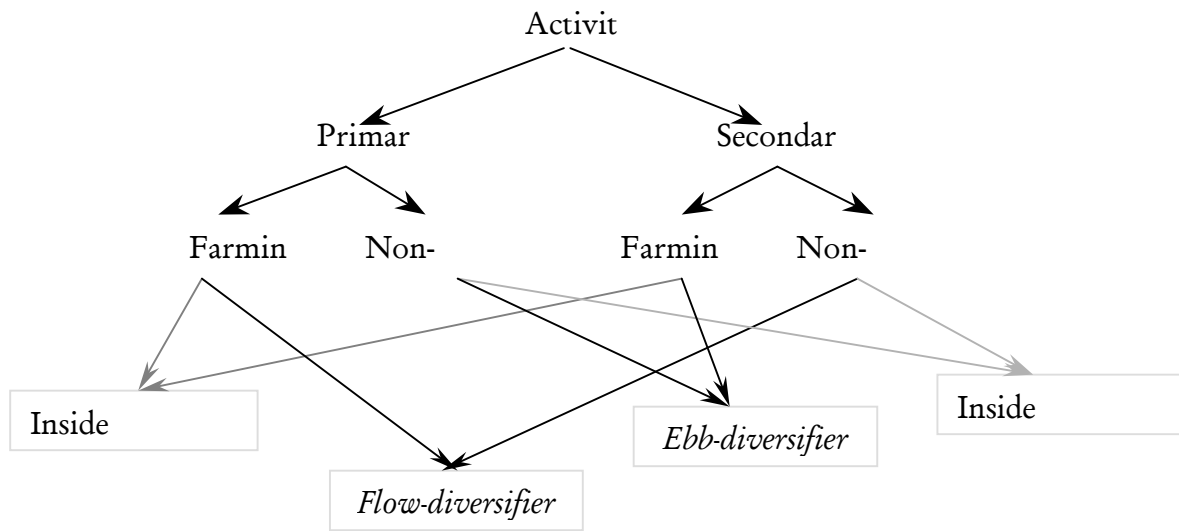 Activit
Primar
Secondar
Farmin
Non-
Farmin
Non-
Inside
Inside
Ebb-diversifier
Flow-diversifier